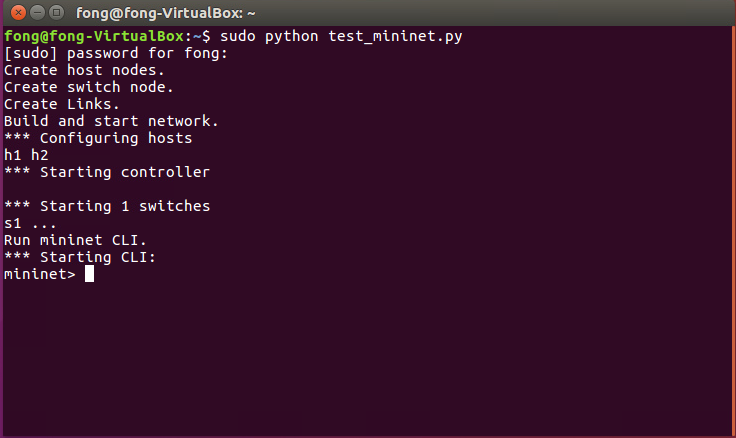 fong@fong-VirtualBox: ~
fong@fong-VirtualBox:~$ sudo python test_mininet.py
[sudo] password for fong:
Create host nodes.
Create switch node.
Create Links.
Build and start network.
*** Configuring hosts
h1 h2
*** Starting controller

*** Starting 1 switches
s1 ...
Run mininet CLI.
*** Starting CLI:
mininet>